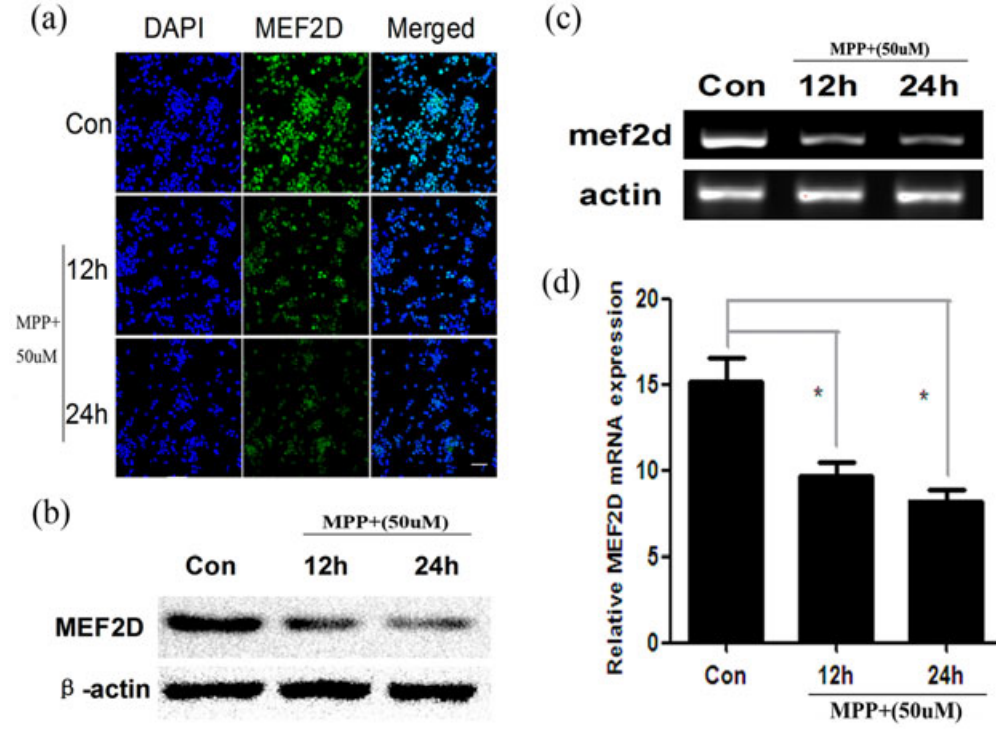 (a)
DAPI MEF2D Merged
Con
12h
MPP+
50uM
24h
(b)
MPP+(50uM)
Con 12h 24h
MEF2D
β-actin
(c)
MPP+(50uM)
Con 12h 24h
mef2d
actin
(d)
Relative MEF2D mRNA expression
20
15
10
5
0
* *
Con 12h 24h
MPP+(50uM)